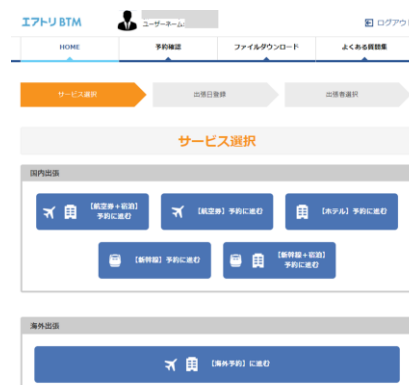 エアトリ BTM
ユーザーネーム:
ログアウト
HOME
予約確認
ファイルダウンロード
よくある質問集
サービス選択
出張日登録
出張者選択
サービス選択
国内出張
【航空券+宿泊】
予約に進む
【航空券】予約に進む
【ホテル】予約に進む
【新幹線】予約に進む
【新幹線+宿泊】
予約に進む
海外出張
【海外予約】に進む